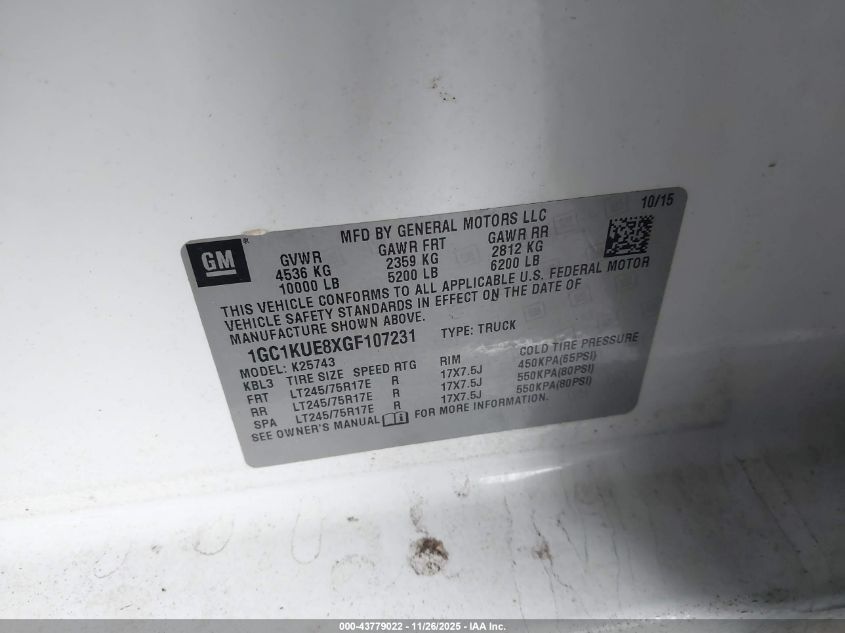 10/15
GM
MFD BY GENERAL MOTORS LLC
GVWR GAWR FRT GAWR RR
4536 KG 2359 KG 2812 KG
10000 LB 5200 LB 6200 LB
THIS VEHICLE CONFORMS TO ALL APPLICABLE U.S. FEDERAL MOTOR
VEHICLE SAFETY STANDARDS IN EFFECT ON THE DATE OF
MANUFACTURE SHOWN ABOVE.
1GC1KUE8XGF107231 TYPE: TRUCK
MODEL: K25743
KBL3 TIRE SIZE SPEED RTG RIM COLD TIRE PRESSURE
FRT LT245/75R17E R 17X7.5J 450KPA(65PSI)
RR LT245/75R17E R 17X7.5J 550KPA(80PSI)
SPA LT245/75R17E R 17X7.5J 550KPA(80PSI)
SEE OWNER'S MANUAL FOR MORE INFORMATION.
000-43779022 - 11/26/2025 - IAA Inc.